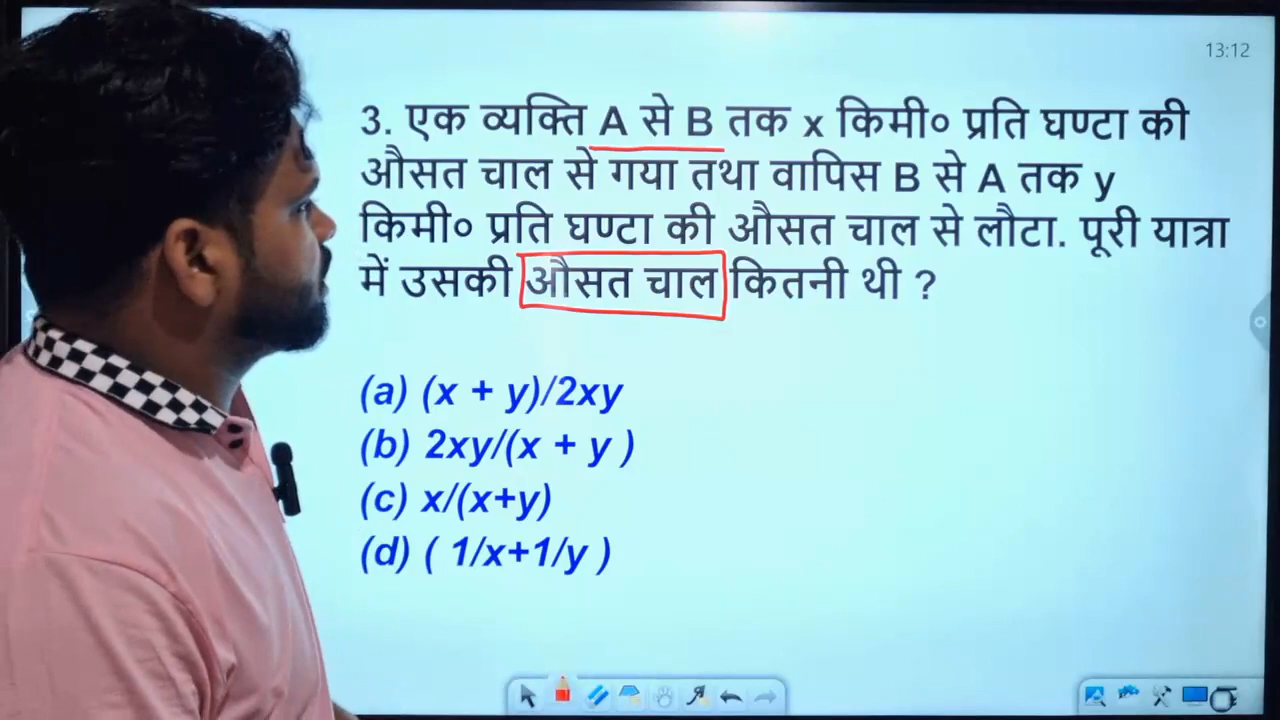 13:12
3. एक व्यक्ति A से B तक x किमी० प्रति घण्टा की
औसत चाल से गया तथा वापिस B से A तक y
किमी० प्रति घण्टा की औसत चाल से लौटा. पूरी यात्रा
में उसकी औसत चाल कितनी थी ?
(a) (x + y)/2xy
(b) 2xy/(x + y )
(c) x/(x+y)
(d) ( 1/x+1/y )